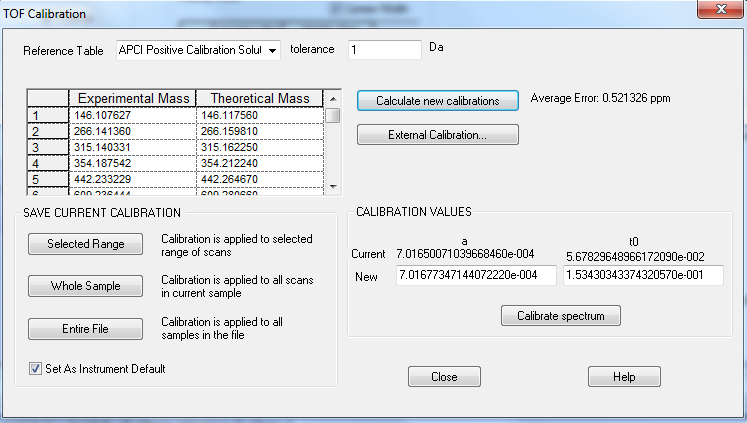 TOF Calibration
Reference Table APCI Positive Calibration Solut tolerance 1 Da
Experimental Mass Theoretical Mass
1 146.107627 146.117560
2 266.141360 266.159810
3 315.140331 315.162250
4 354.187542 354.212240
5 442.233229 442.264670
6 609.236444 609.280660
Calculate new calibrations
Average Error: 0.521326 ppm
External Calibration...
SAVE CURRENT CALIBRATION
Selected Range
Calibration is applied to selected
range of scans
Whole Sample
Calibration is applied to all scans
in current sample
Entire File
Calibration is applied to all
samples in the file
Set As Instrument Default
CALIBRATION VALUES
a t0
Current 7.01650071039668460e-004 5.67829648966172090e-002
New 7.01677347144072220e-004 1.53430343374320570e-001
Calibrate spectrum
Close
Help